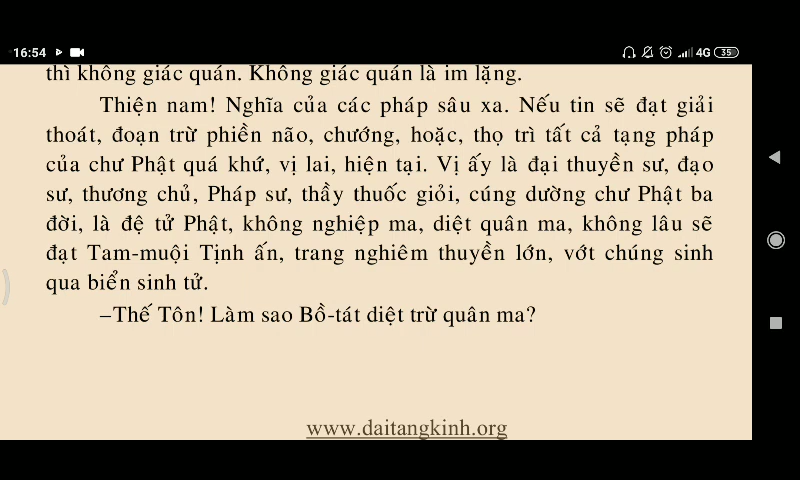 16:54
4G 35
thì không giác quán. Không giác quán là im lặng.
Thiện nam! Nghĩa của các pháp sâu xa. Nếu tin sẽ đạt giải
thoát, đoạn trừ phiền não, chướng, hoặc, thọ trì tất cả tạng pháp
của chư Phật quá khứ, vị lai, hiện tại. Vị ấy là đại thuyền sư, đạo
sư, thương chủ, Pháp sư, thầy thuốc giỏi, cúng dường chư Phật ba
đời, là đệ tử Phật, không nghiệp ma, diệt quân ma, không lâu sẽ
đạt Tam-muội Tịnh ấn, trang nghiêm thuyền lớn, vớt chúng sinh
qua biển sinh tử.
–Thế Tôn! Làm sao Bồ-tát diệt trừ quân ma?
www.daitangkinh.org